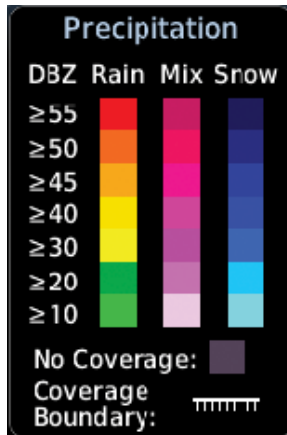 Precipitation
DBZ Rain Mix Snow
≥55
≥50
≥45
≥40
≥30
≥20
≥10
No Coverage:
Coverage
Boundary: